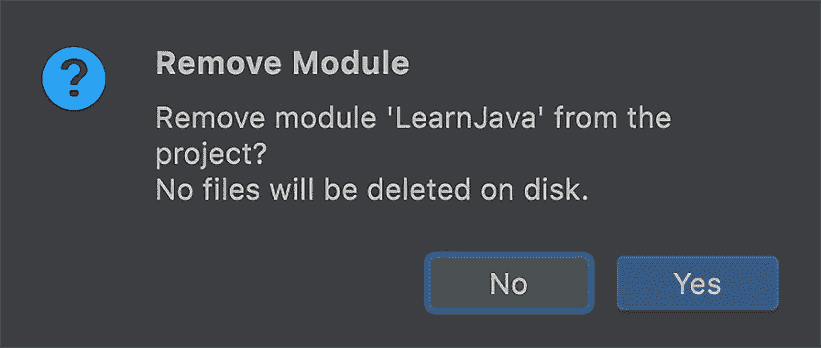 Remove Module
Remove module 'LearnJava' from the
project?
No files will be deleted on disk.
No
Yes